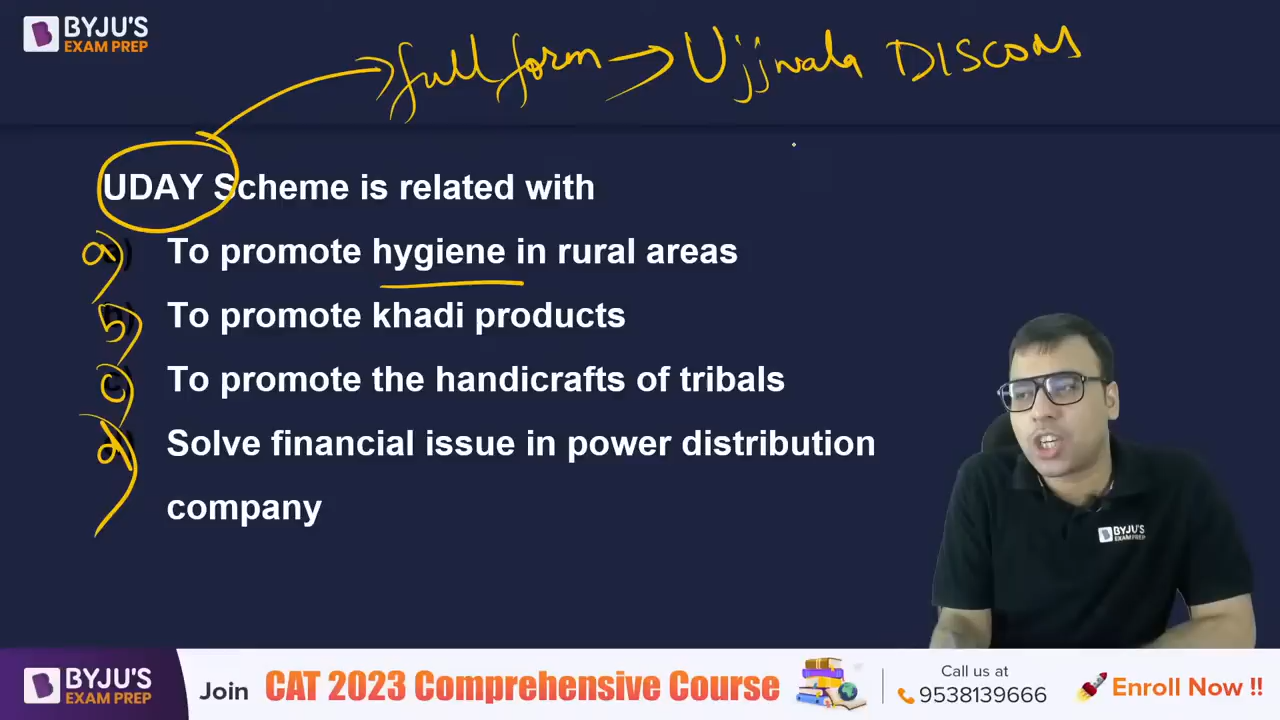 BYJU'S
EXAM PREP
full form → Ujjwala DISCOM
UDAY Scheme is related with
a) To promote hygiene in rural areas
b) To promote khadi products
c) To promote the handicrafts of tribals
d) Solve financial issue in power distribution
company
BYJU'S
EXAM PREP
BYJU'S
EXAM PREP
Join CAT 2023 Comprehensive Course
Call us at
9538139666
Enroll Now !!